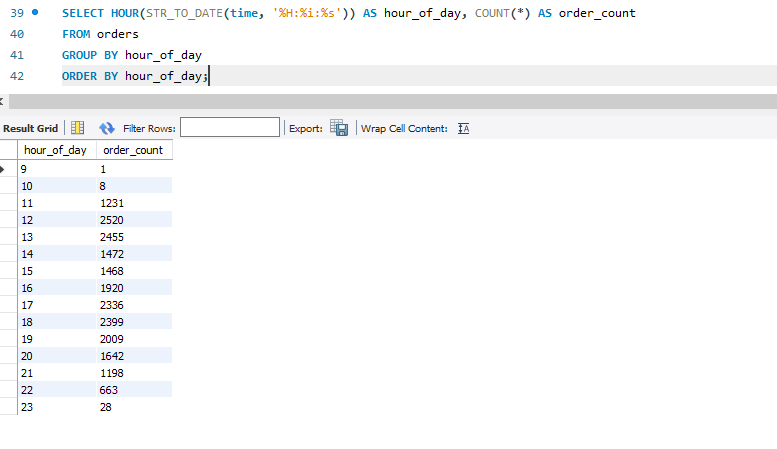 39 SELECT HOUR(STR_TO_DATE(time, '%H:%i:%s')) AS hour_of_day, COUNT(*) AS order_count
40 FROM orders
41 GROUP BY hour_of_day
42 ORDER BY hour_of_day;
Result Grid Filter Rows: Export: Wrap Cell Content: IA
hour_of_day order_count
9 1
10 8
11 1231
12 2520
13 2455
14 1472
15 1468
16 1920
17 2336
18 2399
19 2009
20 1642
21 1198
22 663
23 28